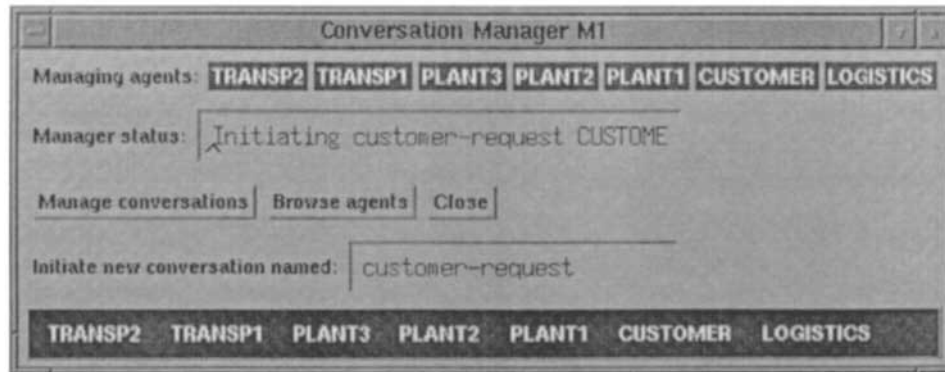 Conversation Manager M1
Managing agents: TRANSP2 TRANSP1 PLANT3 PLANT2 PLANT1 CUSTOMER LOGISTICS
Manager status: Initiating customer-request CUSTOME
Manage conversations Browse agents Close
Initiate new conversation named: customer-request
TRANSP2 TRANSP1 PLANT3 PLANT2 PLANT1 CUSTOMER LOGISTICS